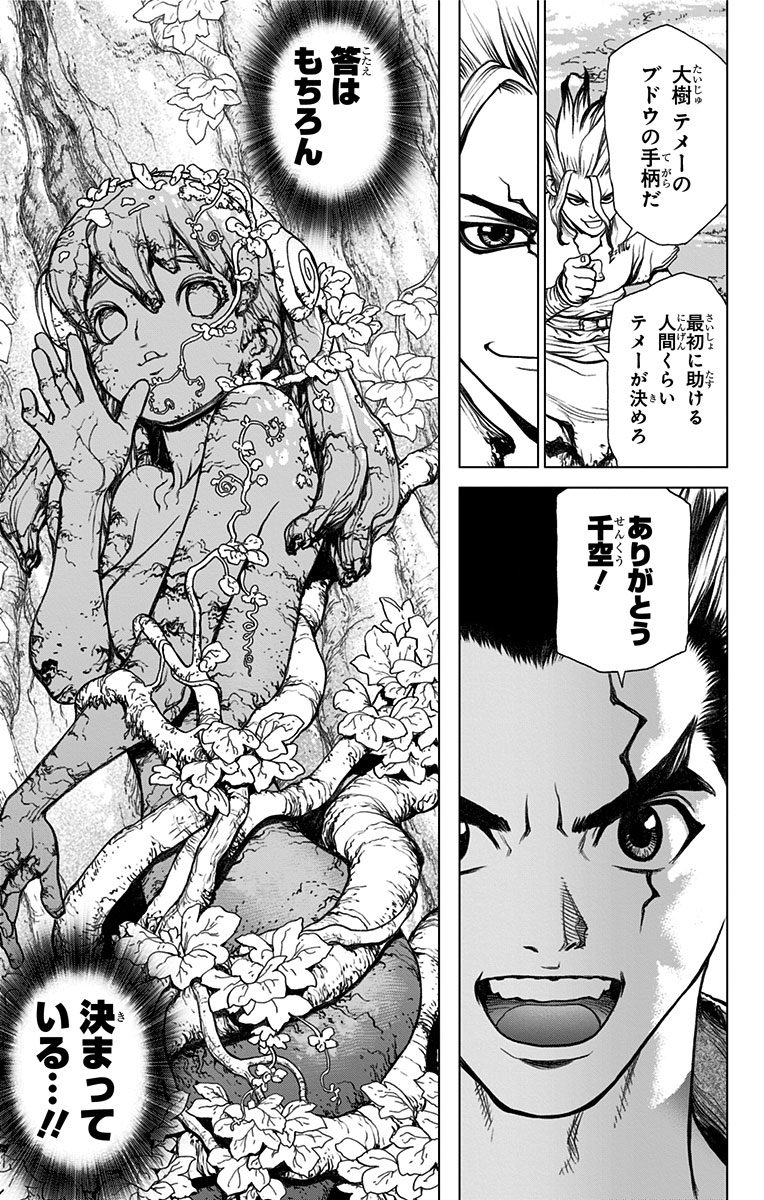 大樹 テメーの
ブドウの手柄だ
最初に助ける
人間くらい
テメーが決めろ
ありがとう
千空!
答は
もちろん
決まって
いる…!!